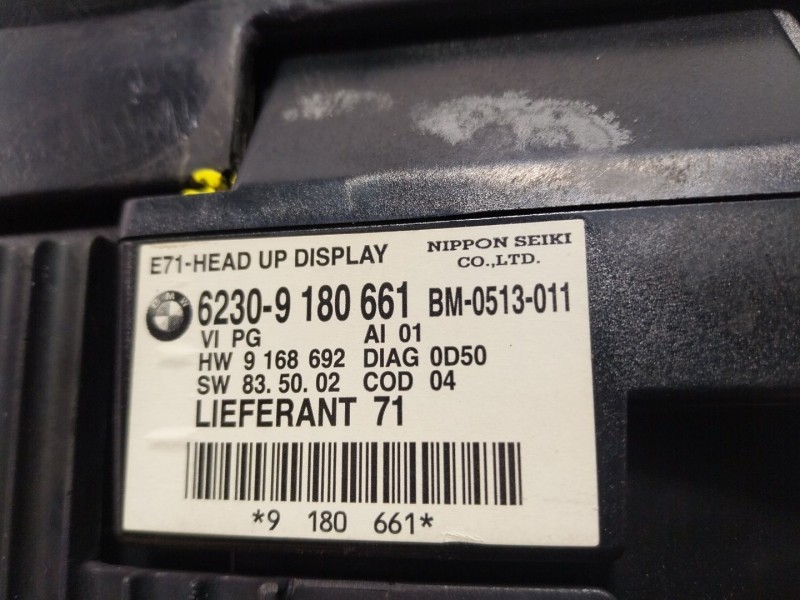 E71-HEAD UP DISPLAY NIPPON SEIKI CO.,LTD.
BMW 6230-9 180 661 BM-0513-011
VI PG AI 01
HW 9 168 692 DIAG 0D50
SW 83.50.02 COD 04
LIEFERANT 71
*9 180 661*